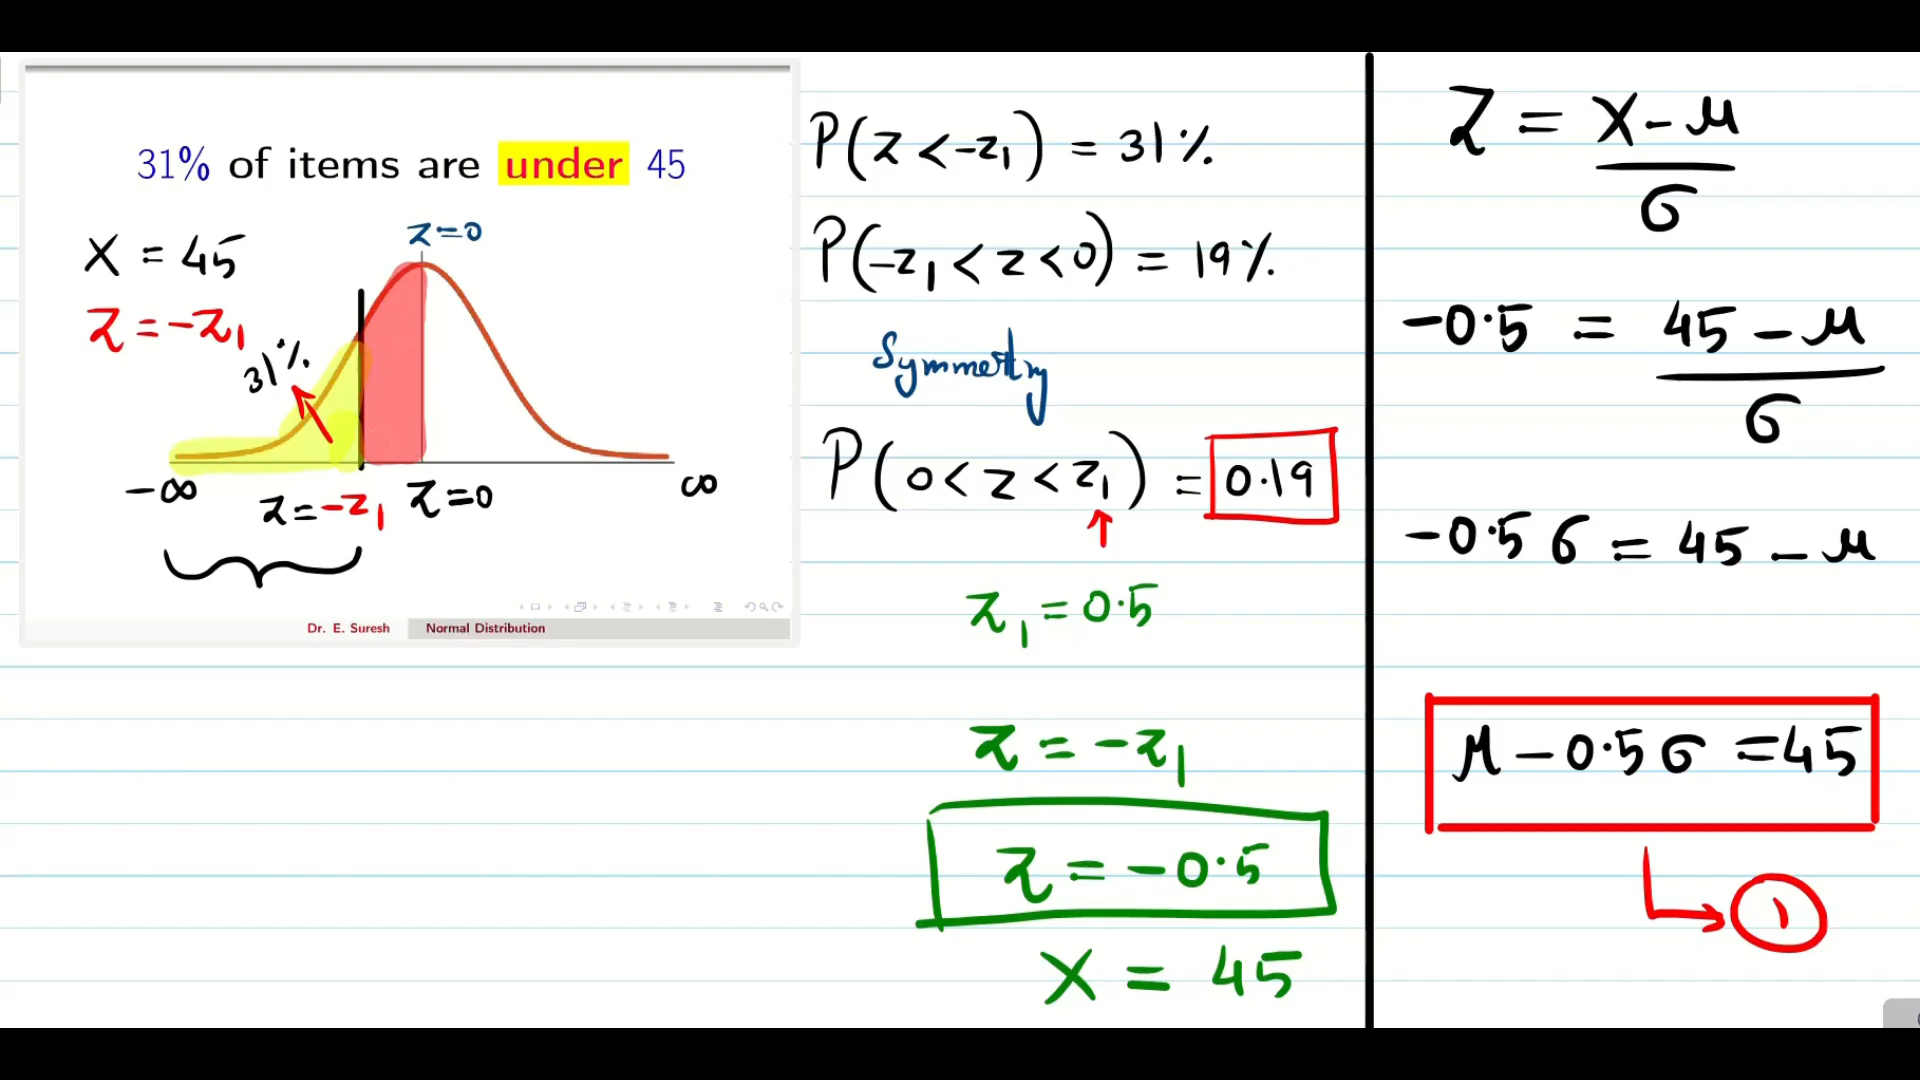 31% of items are under 45
X = 45
z = -z₁
z=0
31%
-∞
z = -z₁
z=0
∞
Dr. E. Suresh
Normal Distribution
P(z < -z₁) = 31%.
P(-z₁ < z < 0) = 19%.
Symmetry
P(0 < z < z₁) = 0.19
z₁ = 0.5
z = -z₁
z = -0.5
X = 45
z = X-μ
σ
-0.5 = 45 - μ
σ
-0.5 σ = 45 - μ
μ - 0.5σ = 45
1